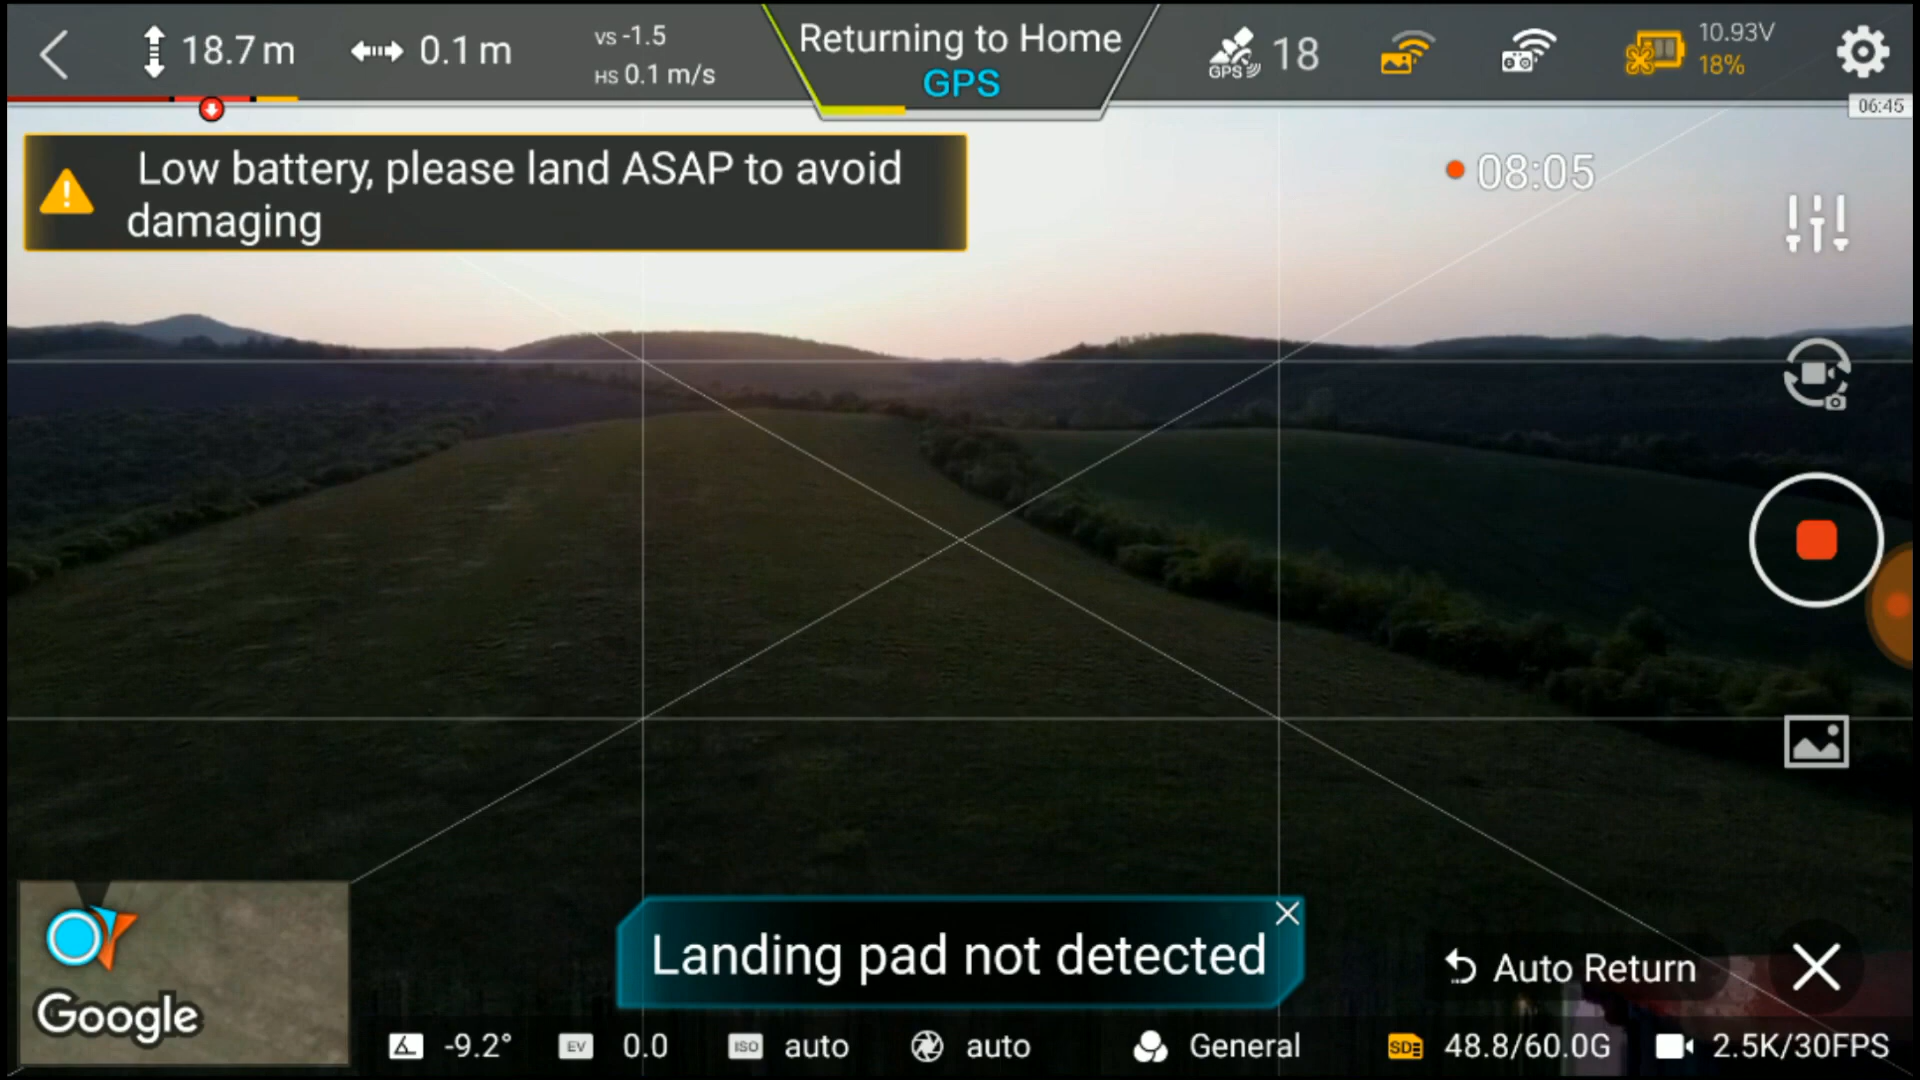 18.7 m
0.1 m
VS -1.5
HS 0.1 m/s
Returning to Home
GPS
GPS
18
10.93V
18%
06:45
Low battery, please land ASAP to avoid
damaging
08:05
Landing pad not detected
Auto Return
Google
-9.2°
EV
0.0
ISO
auto
auto
General
SD
48.8/60.0G
2.5K/30FPS